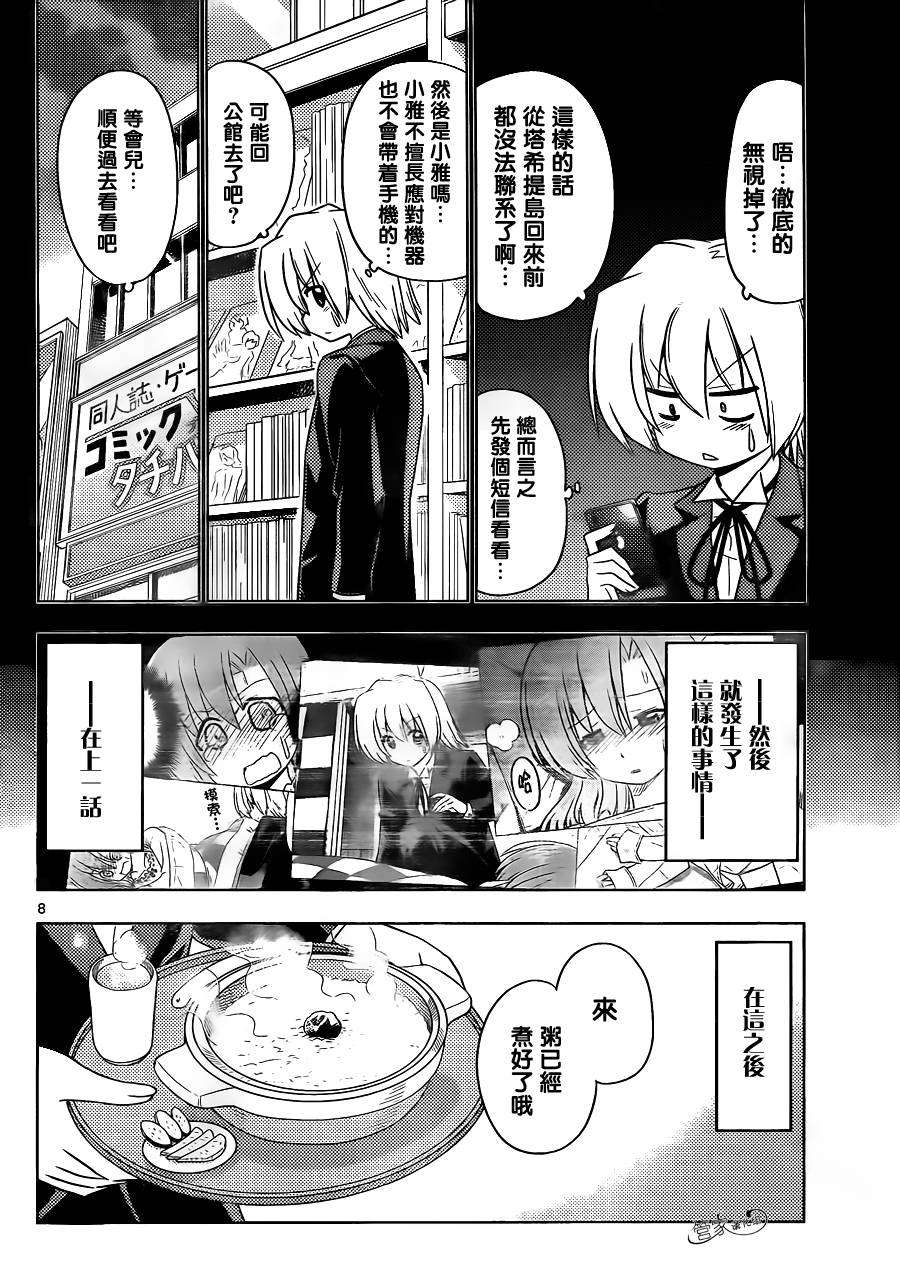 唔…徹底的
無視掉了…
這樣的話
從塔希提島回來前
都沒法聯系了啊…
總而言之
先發個短信看看…
然後是小雅嗎…
小雅不擅長應對機器
也不會帶着手機的…
可能回
公館去了吧？
等會兒…
順便過去看看吧
同人誌・ゲー
コミック
タチバ
——然後
就發生了
這樣的事情——
哈
摸索…
——在上一話
8
在這之後
來
粥已經
煮好了哦
管家